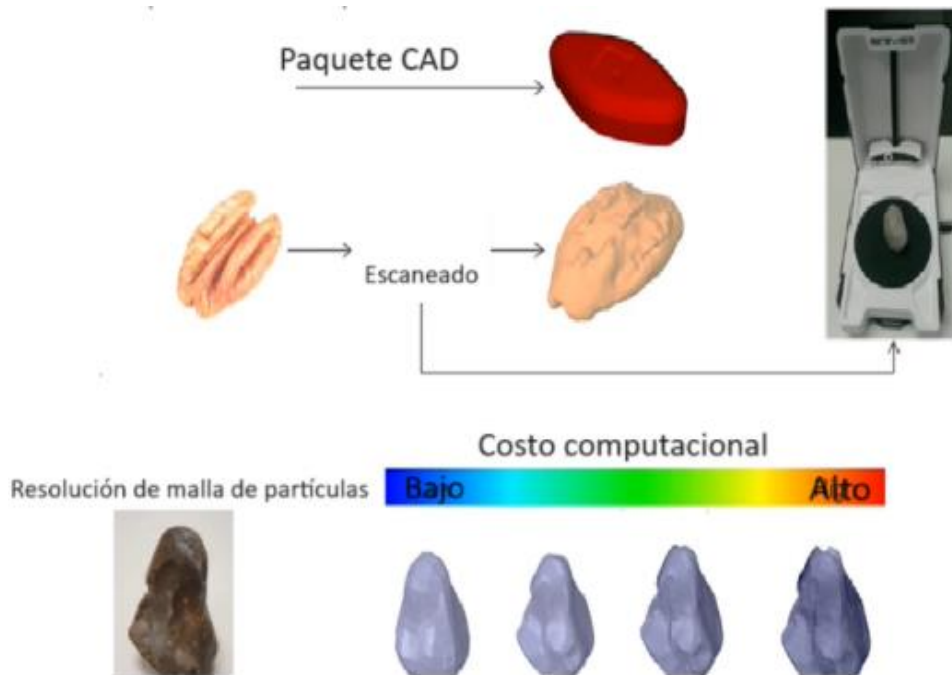 Paquete CAD
Escaneado
Costo computacional
Resolución de malla de partículas
Bajo
Alto